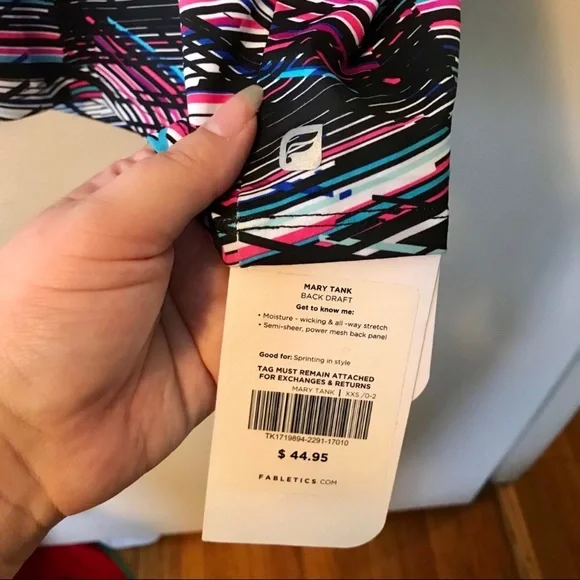 MARY TANK
BACK DRAFT
Get to know me:
• Moisture - wicking & all -way stretch
• Semi-sheer, power mesh back panel
Good for: Sprinting in style
TAG MUST REMAIN ATTACHED
FOR EXCHANGES & RETURNS
MARY TANK | XXS /0-2
TK1719894-2291-17010
$ 44.95
FABLETICS.COM